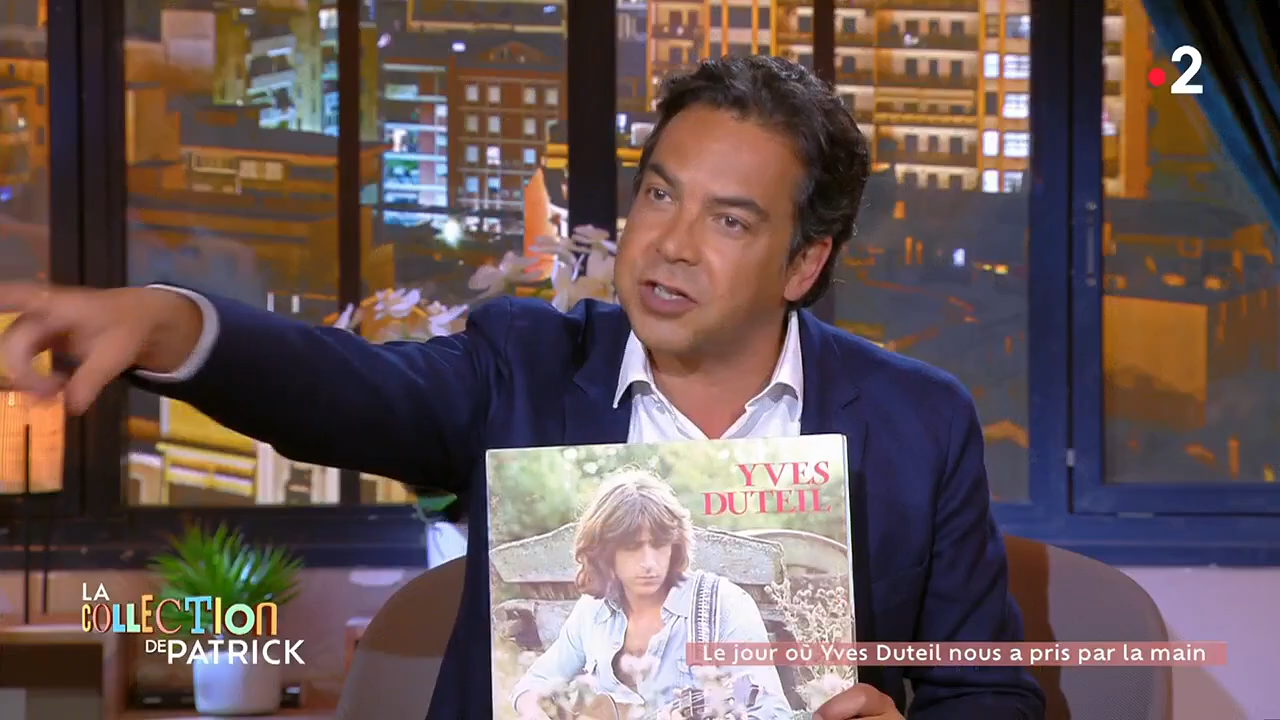 2
YVES
DUTEIL
LA
COLLECTION
DE PATRICK
Le jour où Yves Duteil nous a pris par la main